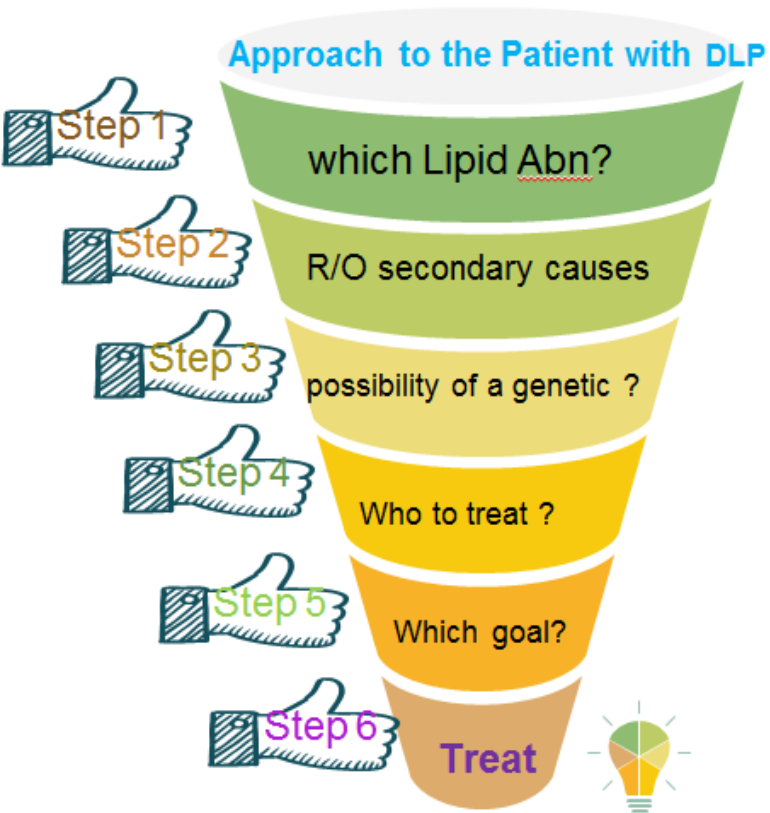 Approach to the Patient with DLP
Step 1
which Lipid Abn?
Step 2
R/O secondary causes
Step 3
possibility of a genetic ?
Step 4
Who to treat ?
Step 5
Which goal?
Step 6
Treat